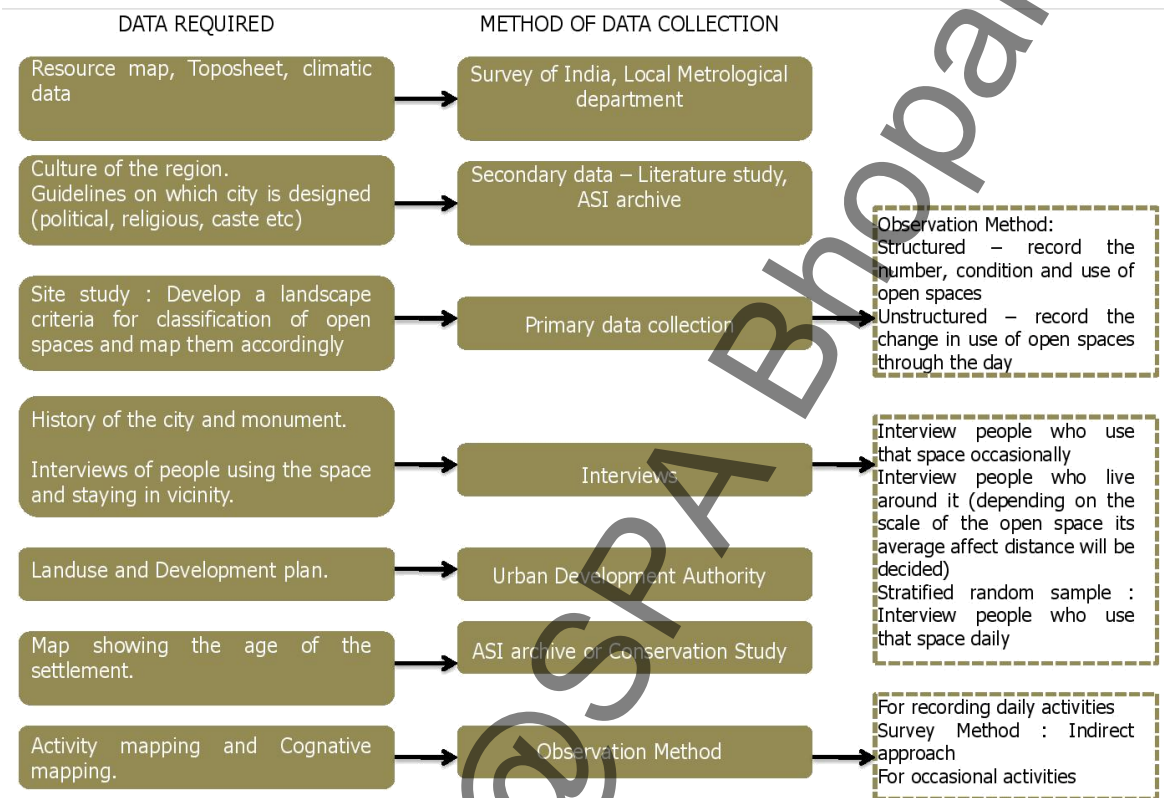 DATA REQUIRED
METHOD OF DATA COLLECTION
Resource map, Toposheet, climatic
data
Survey of India, Local Metrological
department
Culture of the region.
Guidelines on which city is designed
(political, religious, caste etc)
Secondary data – Literature study,
ASI archive
Site study : Develop a landscape
criteria for classification of open
spaces and map them accordingly
Primary data collection
Observation Method:
Structured – record the
number, condition and use of
open spaces
Unstructured – record the
change in use of open spaces
through the day
History of the city and monument.
Interviews of people using the space
and staying in vicinity.
Interviews
Interview people who use
that space occasionally
Interview people who live
around it (depending on the
scale of the open space its
average affect distance will be
decided)
Stratified random sample :
Interview people who use
that space daily
Landuse and Development plan.
Urban Development Authority
Map showing the age of the
settlement.
ASI archive or Conservation Study
Activity mapping and Cognative
mapping.
Observation Method
For recording daily activities
Survey Method : Indirect
approach
For occasional activities
@SPA Bhopal